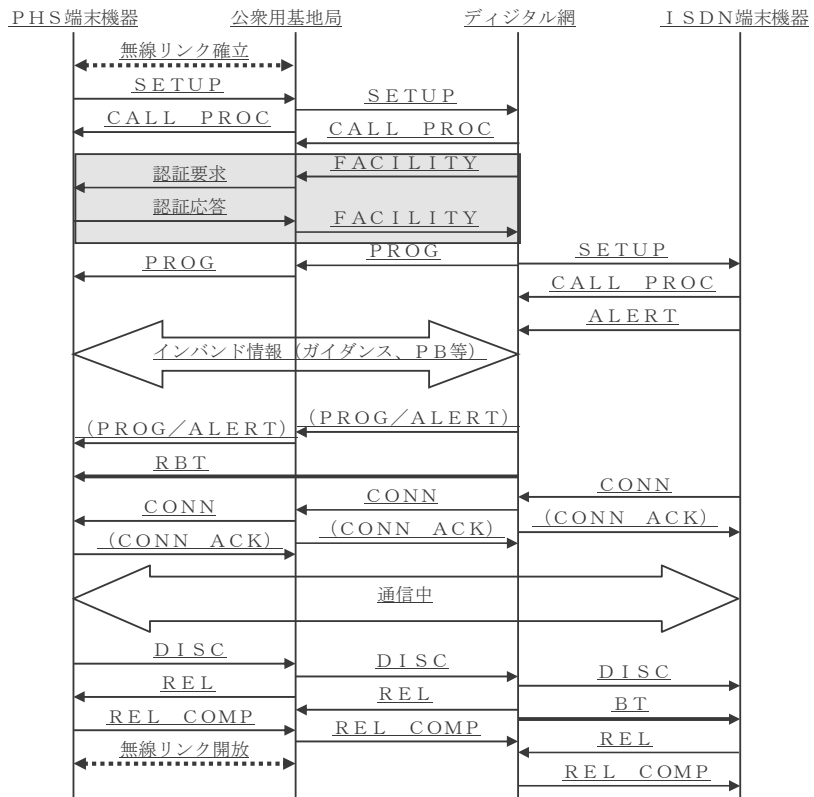 ＰＨＳ端末機器
公衆用基地局
ディジタル網
ＩＳＤＮ端末機器
無線リンク確立
ＳＥＴＵＰ
ＳＥＴＵＰ
ＣＡＬＬ　ＰＲＯＣ
ＣＡＬＬ　ＰＲＯＣ
ＦＡＣＩＬＩＴＹ
認証要求
認証応答
ＦＡＣＩＬＩＴＹ
ＰＲＯＧ
ＳＥＴＵＰ
ＰＲＯＧ
ＣＡＬＬ　ＰＲＯＣ
ＡＬＥＲＴ
インバンド情報（ガイダンス、ＰＢ等）
（ＰＲＯＧ／ＡＬＥＲＴ）
（ＰＲＯＧ／ＡＬＥＲＴ）
ＲＢＴ
ＣＯＮＮ
ＣＯＮＮ
ＣＯＮＮ
（ＣＯＮＮ　ＡＣＫ）
（ＣＯＮＮ　ＡＣＫ）
（ＣＯＮＮ　ＡＣＫ）
通信中
ＤＩＳＣ
ＤＩＳＣ
ＤＩＳＣ
ＲＥＬ
ＲＥＬ
ＢＴ
ＲＥＬ　ＣＯＭＰ
ＲＥＬ　ＣＯＭＰ
ＲＥＬ
無線リンク開放
ＲＥＬ　ＣＯＭＰ